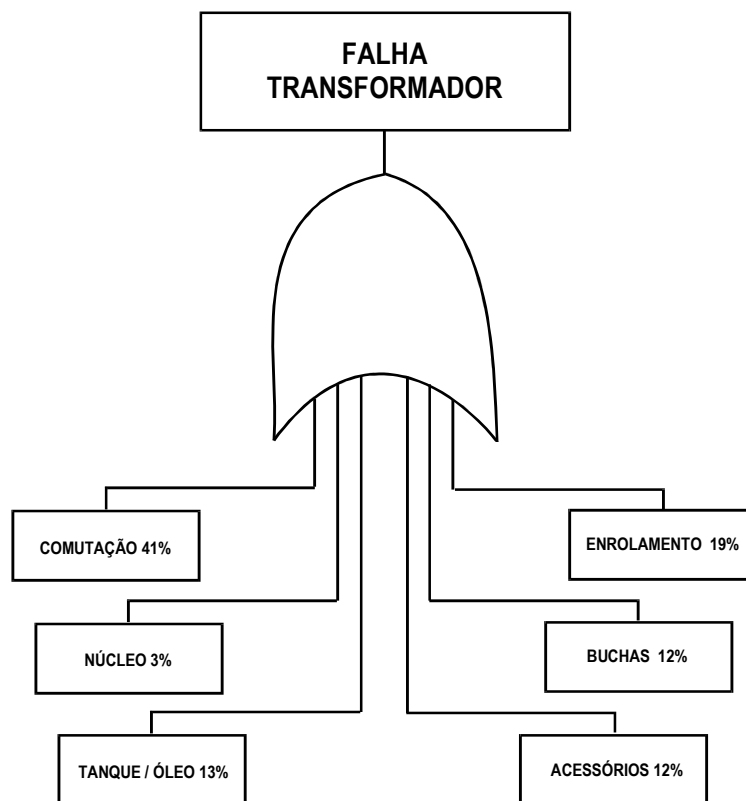 FALHA
TRANSFORMADOR
COMUTAÇÃO 41%
ENROLAMENTO 19%
NÚCLEO 3%
BUCHAS 12%
TANQUE / ÓLEO 13%
ACESSÓRIOS 12%